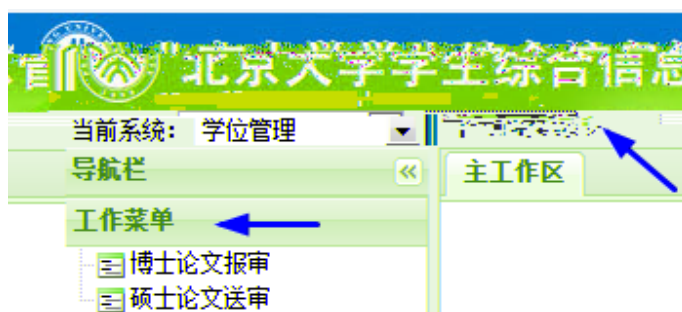 北京大学学生综合信息
当前系统： 学位管理
导航栏
主工作区
工作菜单
博士论文报审
硕士论文送审